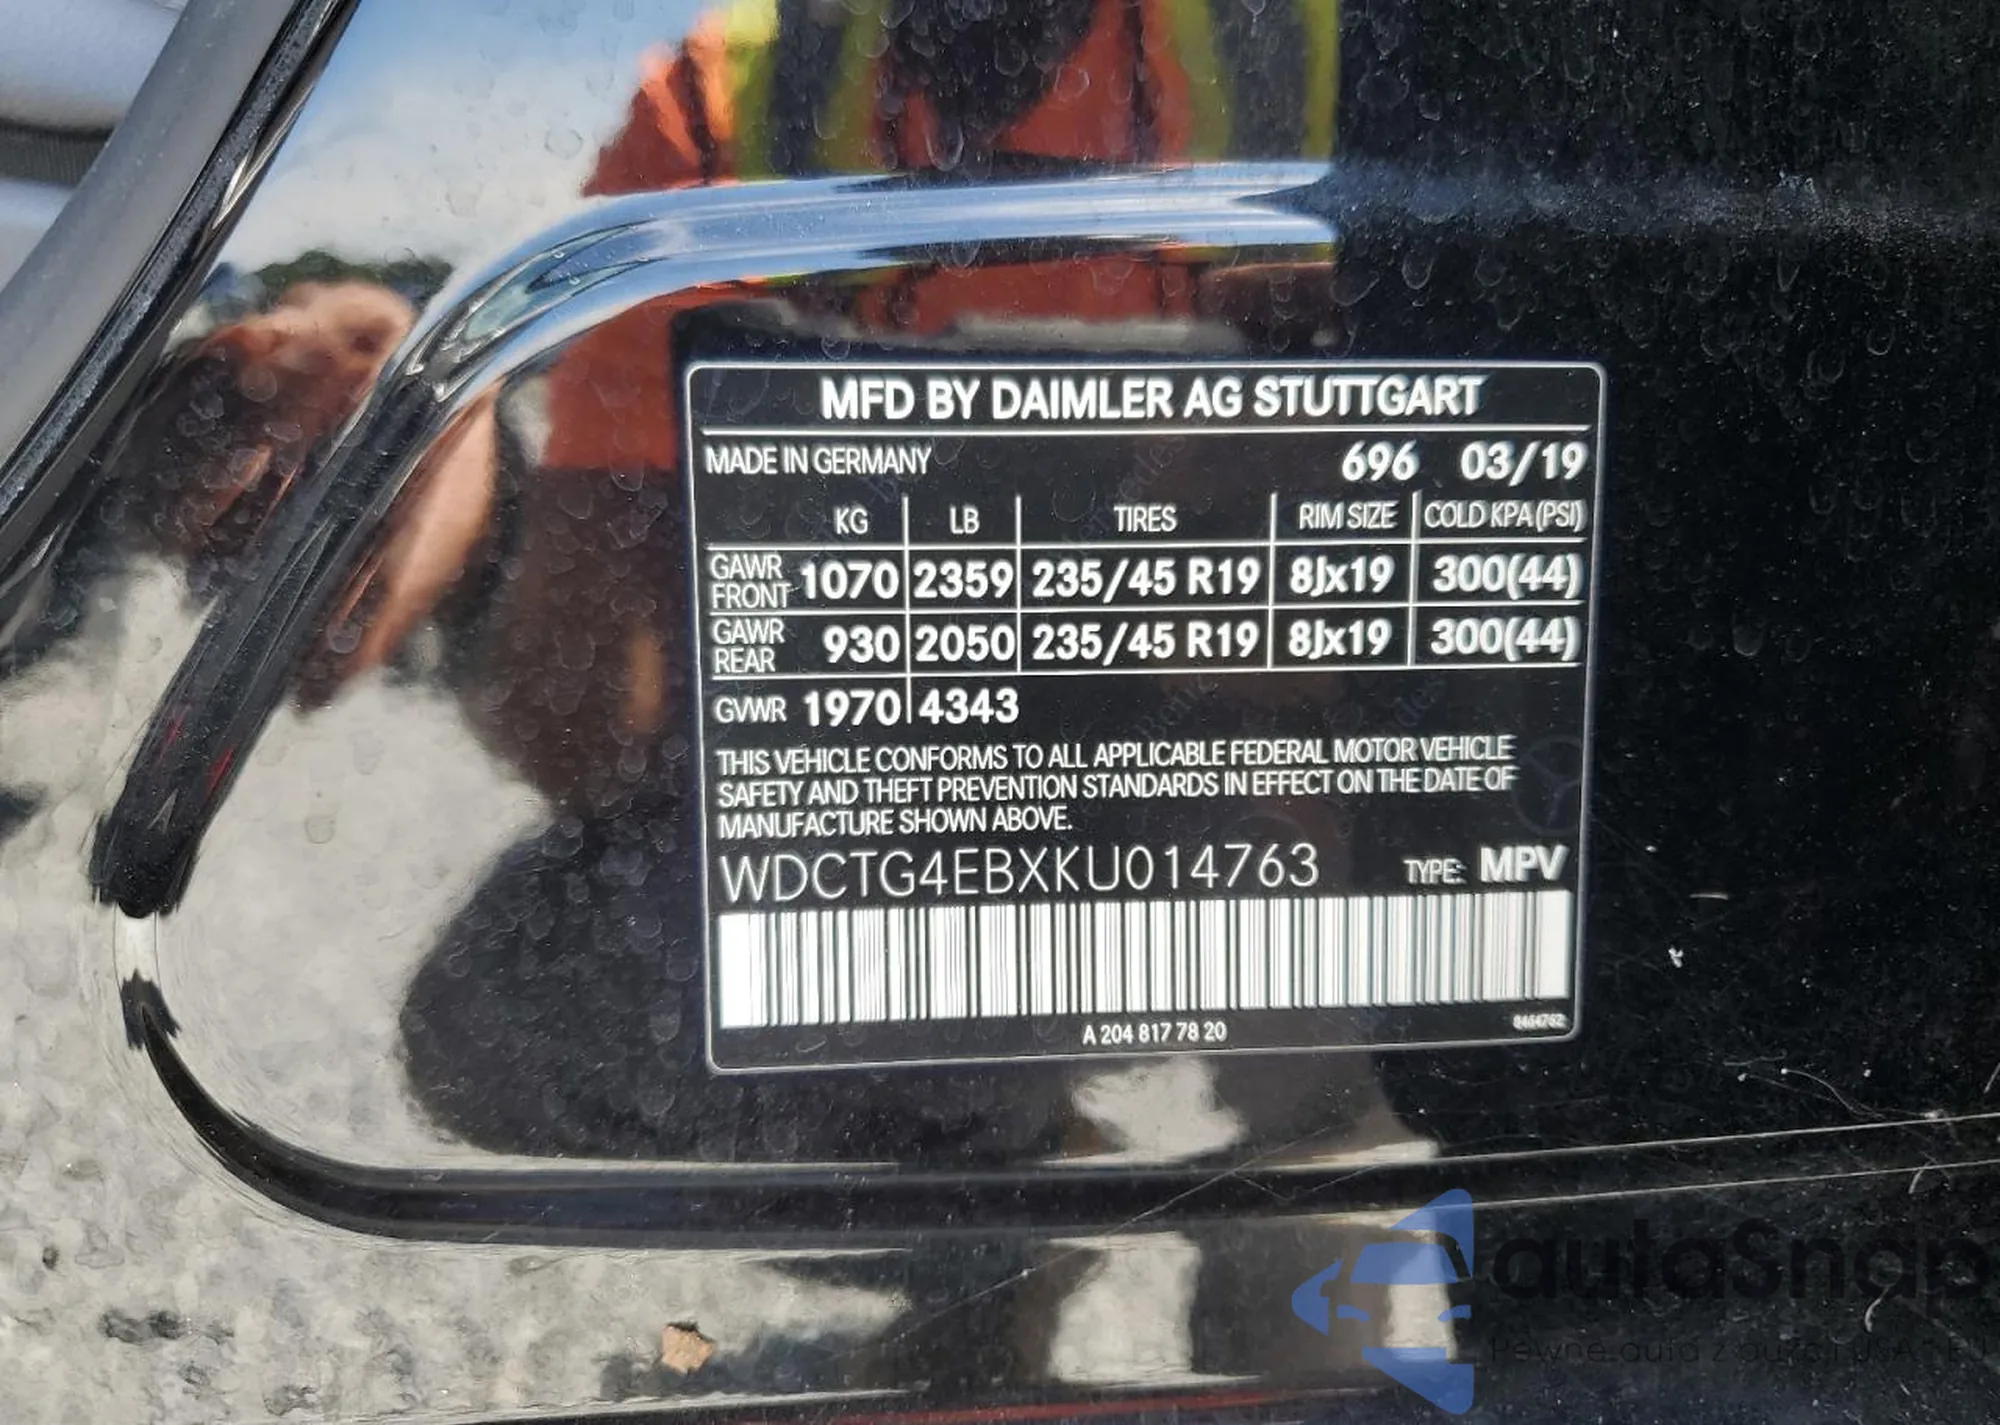 MFD BY DAIMLER AG STUTTGART
MADE IN GERMANY 696 03/19
KG LB TIRES RIM SIZE COLD KPA(PSI)
GAWR FRONT 1070 2359 235/45 R19 8Jx19 300(44)
GAWR REAR 930 2050 235/45 R19 8Jx19 300(44)
GVWR 1970 4343
THIS VEHICLE CONFORMS TO ALL APPLICABLE FEDERAL MOTOR VEHICLE
SAFETY AND THEFT PREVENTION STANDARDS IN EFFECT ON THE DATE OF
MANUFACTURE SHOWN ABOVE.
WDCTG4EBXKU014763 TYPE: MPV
A 204 817 78 20
autaSnap
Pewne auta z